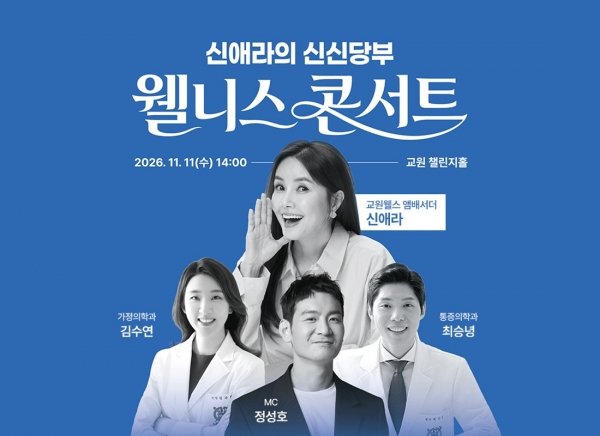 신애라의 신신당부
웰니스 콘서트
2026. 11. 11(수) 14:00
교원 챌린지홀
교원웰스 앰배서더
신애라
가정의학과
김수연
통증의학과
최승녕
MC
정성호